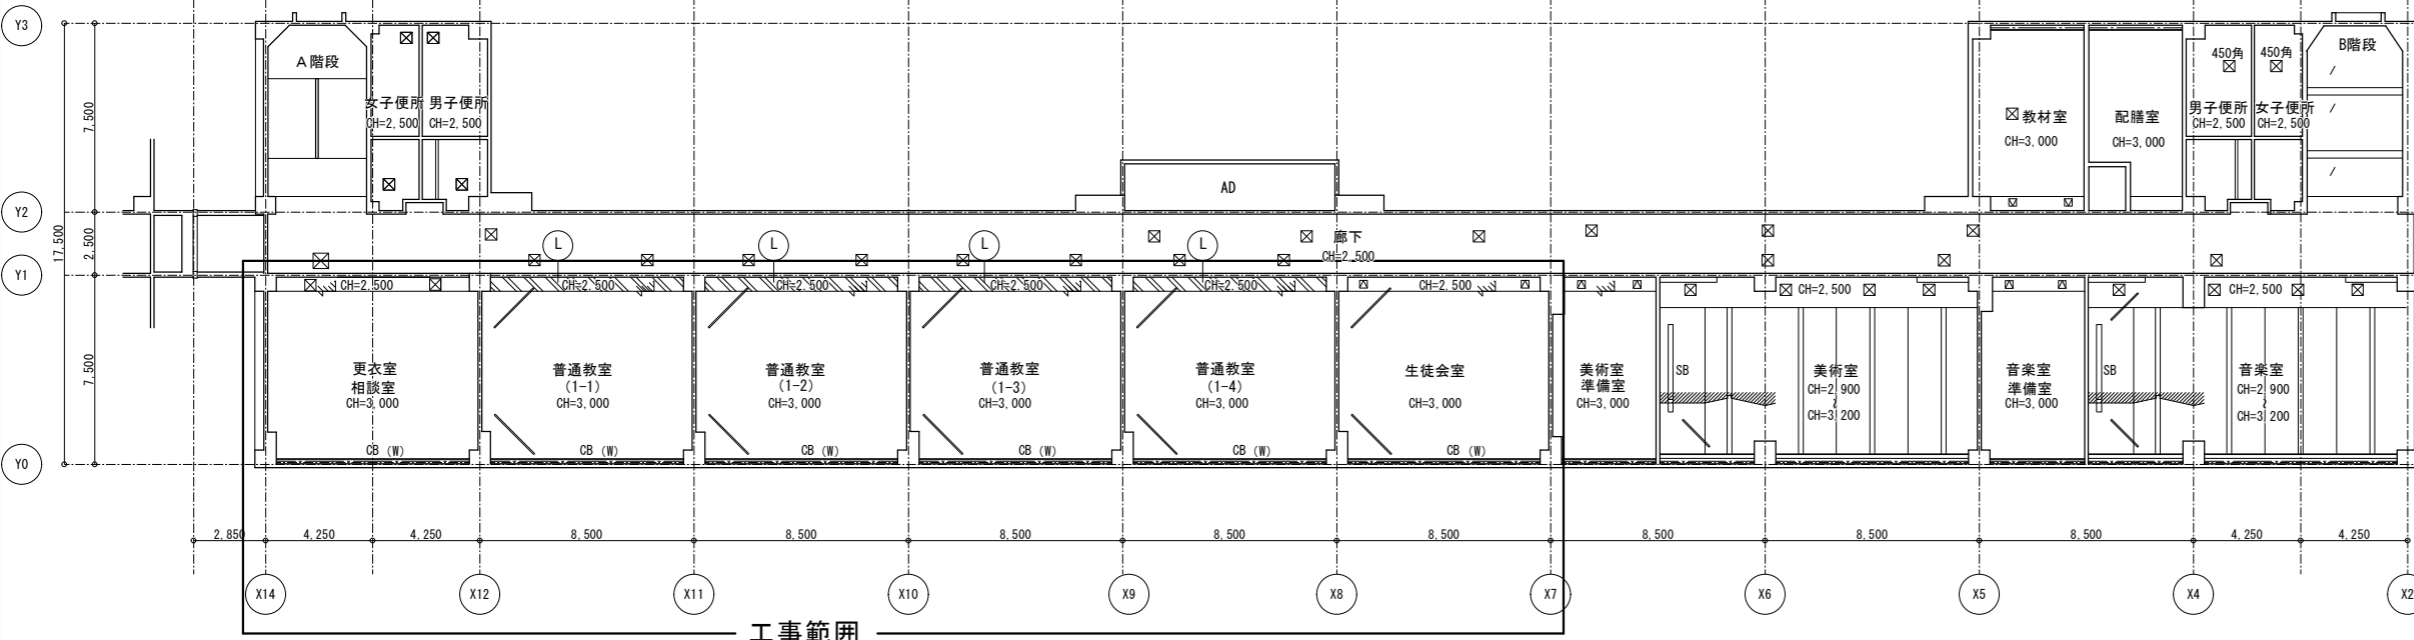 Y3
A階段
女子便所
CH=2,500
男子便所
CH=2,500
7,500
450角
450角
B階段
教材室
CH=3,000
配膳室
CH=3,000
男子便所
CH=2,500
女子便所
CH=2,500
AD
Y2
17,500
2,500
L
L
L
L
廊下
CH=2,500
Y1
CH=2,500
CH=2,500
CH=2,500
CH=2,500
CH=2,500
CH=2,500
CH=2,500
CH=2,500
7,500
更衣室
相談室
CH=3,000
普通教室
(1-1)
CH=3,000
普通教室
(1-2)
CH=3,000
普通教室
(1-3)
CH=3,000
普通教室
(1-4)
CH=3,000
生徒会室
CH=3,000
美術室
準備室
CH=3,000
SB
美術室
CH=2,900
~
CH=3,200
音楽室
準備室
CH=3,000
SB
音楽室
CH=2,900
~
CH=3,200
CB (W)
CB (W)
CB (W)
CB (W)
CB (W)
CB (W)
Y0
2,850
4,250
4,250
8,500
8,500
8,500
8,500
8,500
8,500
8,500
8,500
4,250
4,250
X14
X12
X11
X10
X9
X8
X7
X6
X5
X4
X2
工事範囲